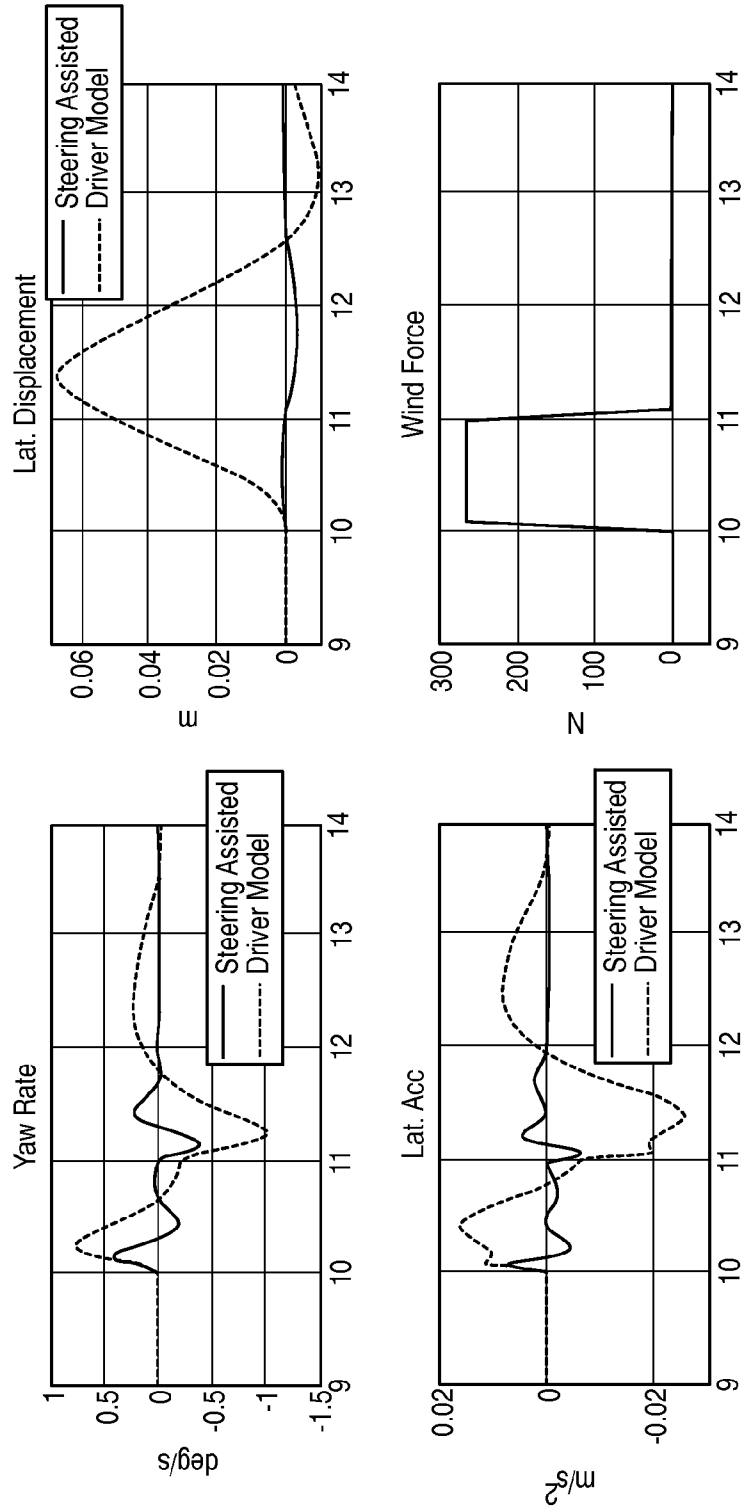 Yaw Rate
deg/s
1
0.5
0
-0.5
-1
-1.5
9
10
11
12
13
14
Steering Assisted
Driver Model
Lat. Displacement
m
0.06
0.04
0.02
0
9
10
11
12
13
14
Steering Assisted
Driver Model
Lat. Acc
m/s2
0.02
0
-0.02
9
10
11
12
13
14
Steering Assisted
Driver Model
Wind Force
N
300
200
100
0
9
10
11
12
13
14